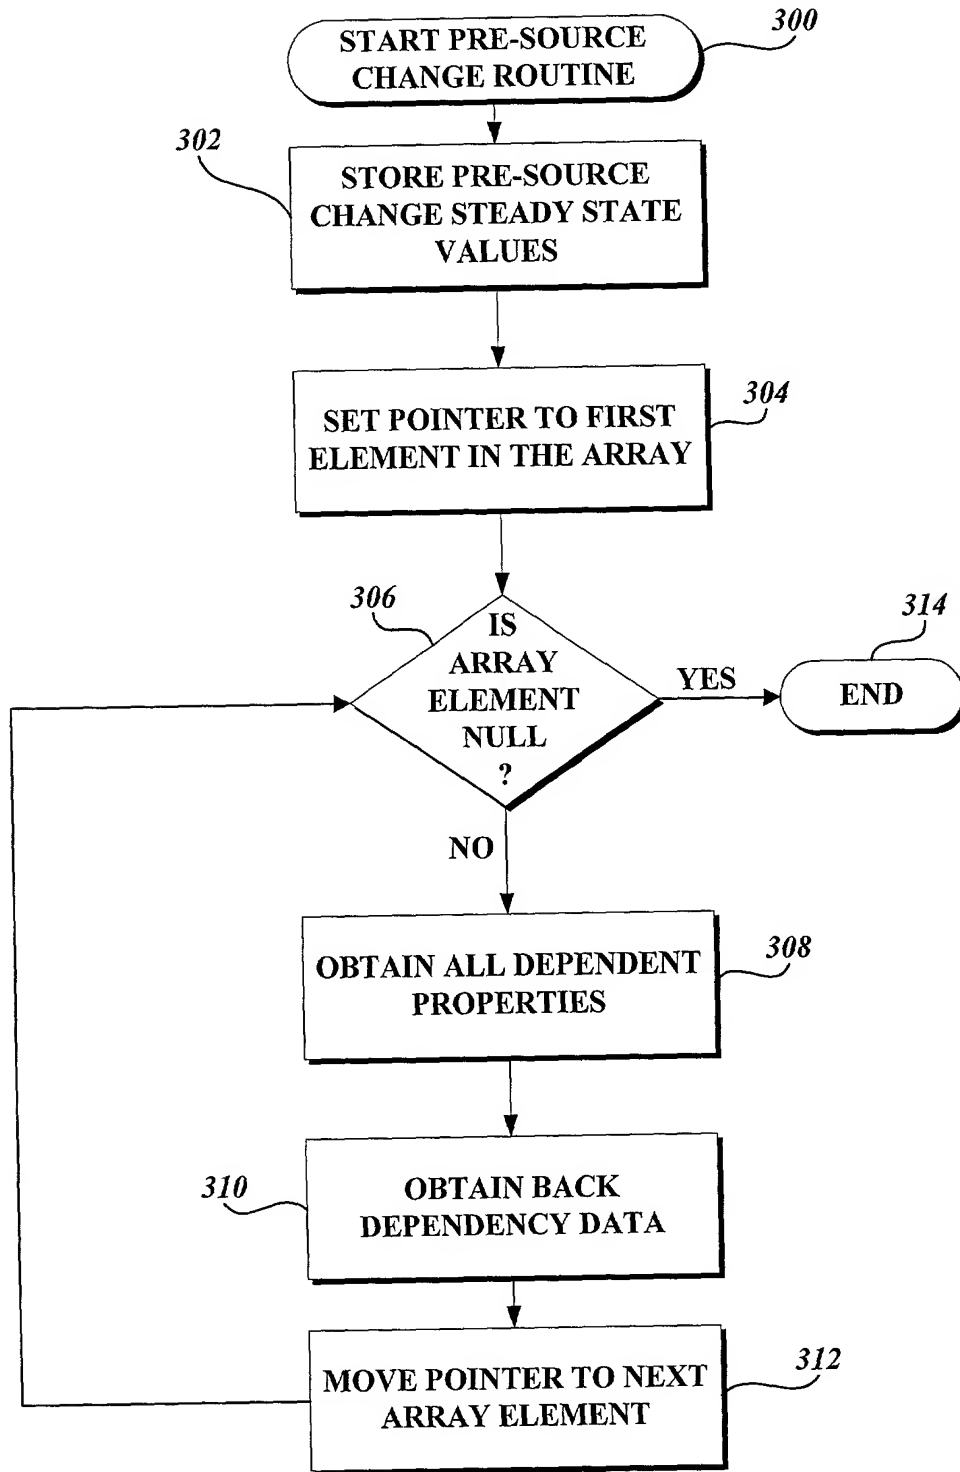 START PRE-SOURCE
CHANGE ROUTINE
300
302
STORE PRE-SOURCE
CHANGE STEADY STATE
VALUES
SET POINTER TO FIRST
ELEMENT IN THE ARRAY
304
306
IS
ARRAY
ELEMENT
NULL
?
YES
314
END
NO
OBTAIN ALL DEPENDENT
PROPERTIES
308
310
OBTAIN BACK
DEPENDENCY DATA
MOVE POINTER TO NEXT
ARRAY ELEMENT
312